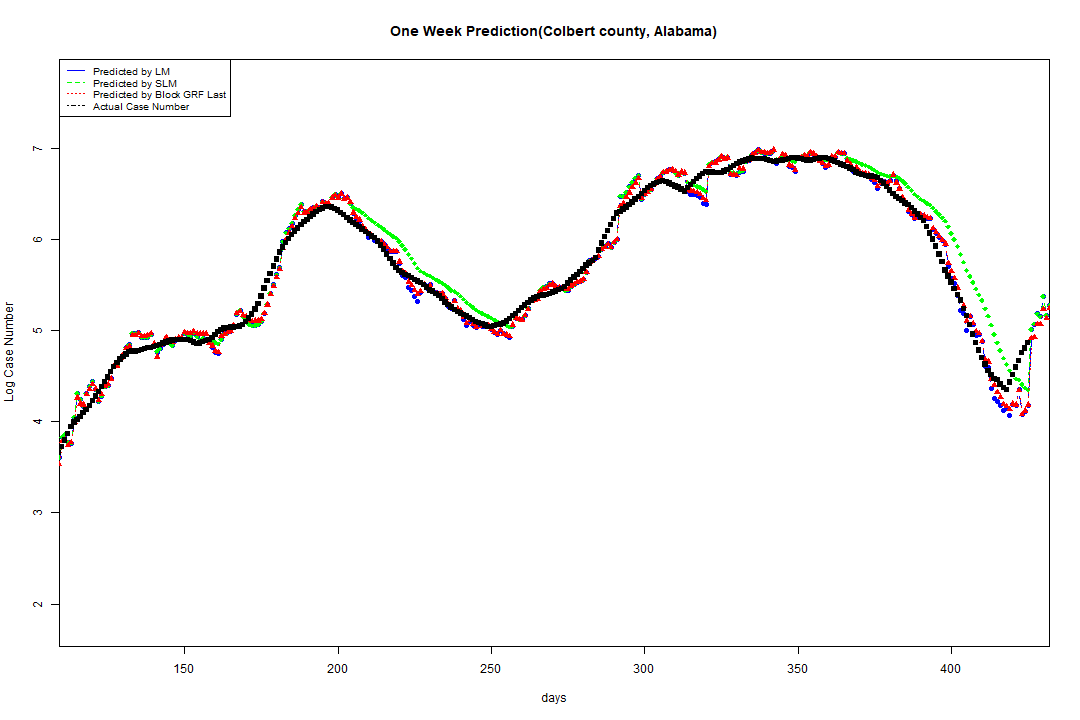 One Week Prediction(Colbert county, Alabama)
Predicted by LM
Predicted by SLM
Predicted by Block GRF Last
Actual Case Number
7
6
5
4
3
2
Log Case Number
150 200 250 300 350 400
days